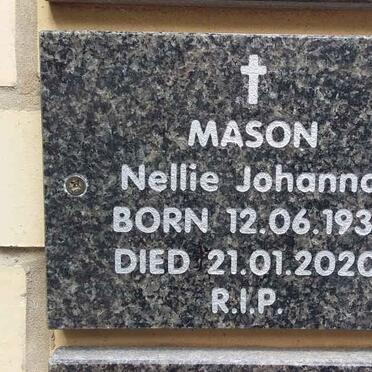 MASON
Nellie Johanna
BORN 12.06.193
DIED 21.01.2020
R.I.P.